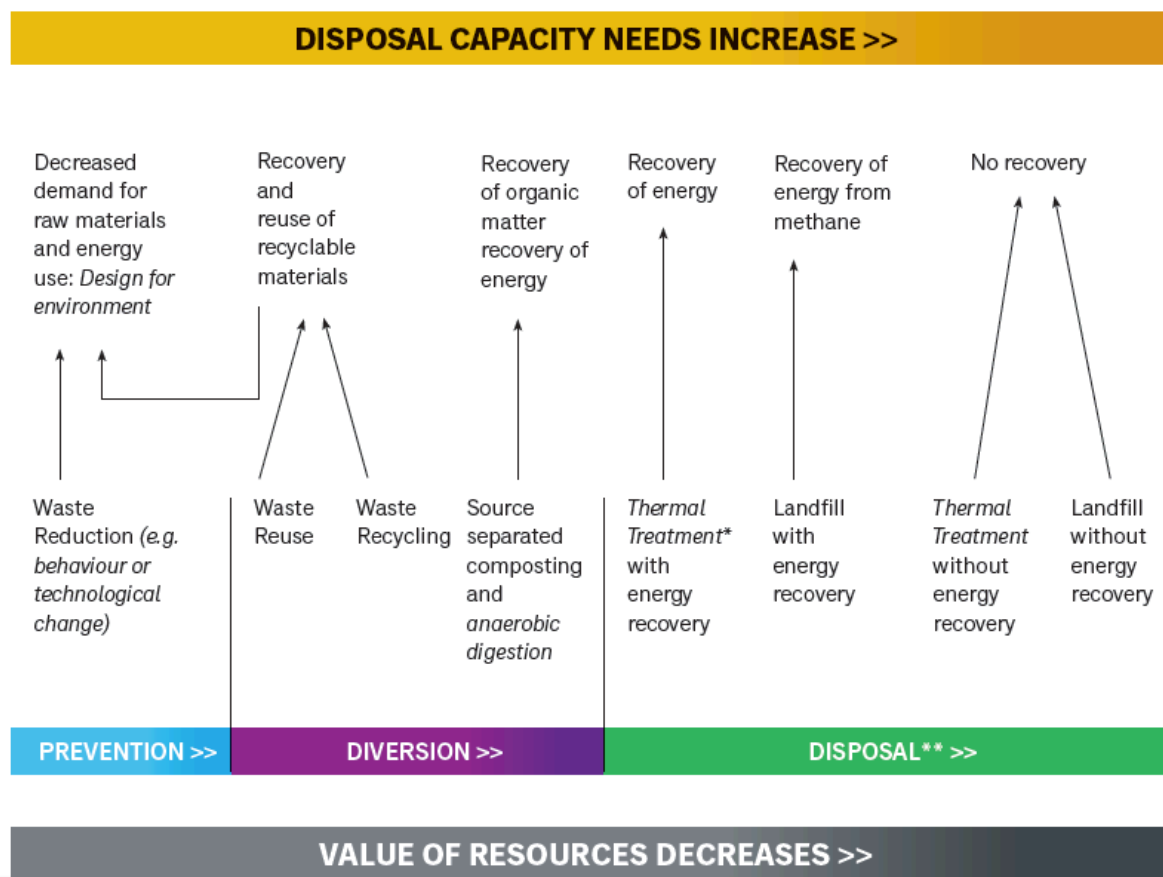 DISPOSAL CAPACITY NEEDS INCREASE >>
Decreased
demand for
raw materials
and energy
use: Design for
environment
Recovery
and
reuse of
recyclable
materials
Recovery
of organic
matter
recovery of
energy
Recovery
of energy
Recovery of
energy from
methane
No recovery
Waste
Reduction (e.g.
behaviour or
technological
change)
Waste
Reuse
Waste
Recycling
Source
separated
composting
and
anaerobic
digestion
Thermal
Treatment*
with
energy
recovery
Landfill
with
energy
recovery
Thermal
Treatment
without
energy
recovery
Landfill
without
energy
recovery
PREVENTION >>
DIVERSION >>
DISPOSAL** >>
VALUE OF RESOURCES DECREASES >>